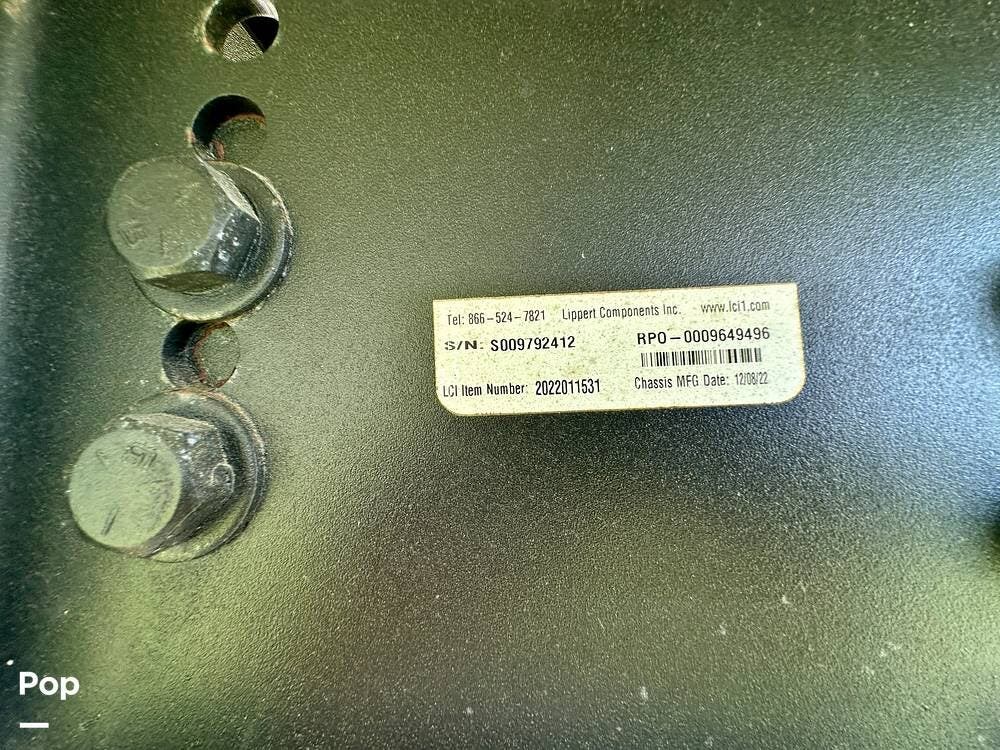 Tel: 866-524-7821 Lippert Components Inc. www.lci1.com
S/N: S009792412 RPO-0009649496
LCI Item Number: 2022011531 Chassis MFG Date: 12/08/22
Pop